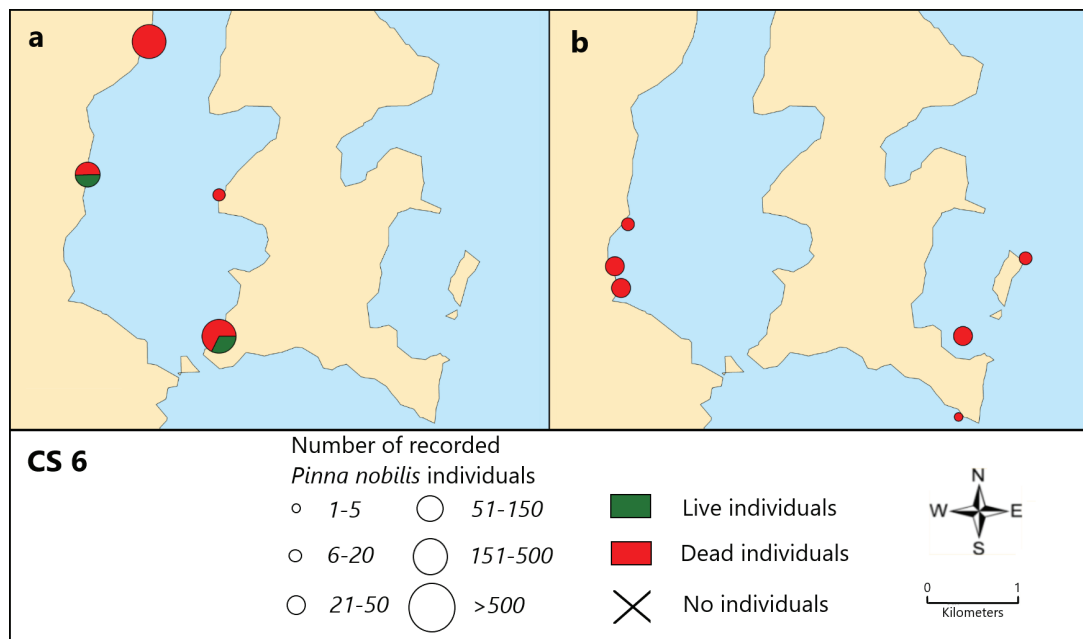 a
b
CS 6
Number of recorded
Pinna nobilis individuals
1-5
51-150
6-20
151-500
21-50
>500
Live individuals
Dead individuals
No individuals
N
W E
S
0 1
Kilometers